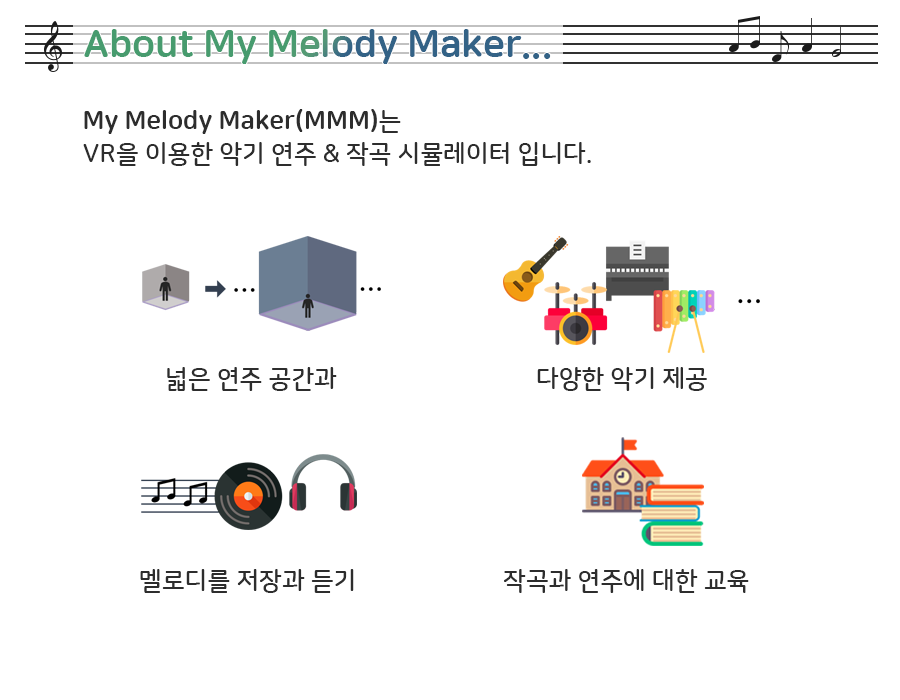 About My Melody Maker...
My Melody Maker(MMM)는
VR을 이용한 악기 연주 & 작곡 시뮬레이터 입니다.
... ...
...
넓은 연주 공간과
다양한 악기 제공
멜로디를 저장과 듣기
작곡과 연주에 대한 교육